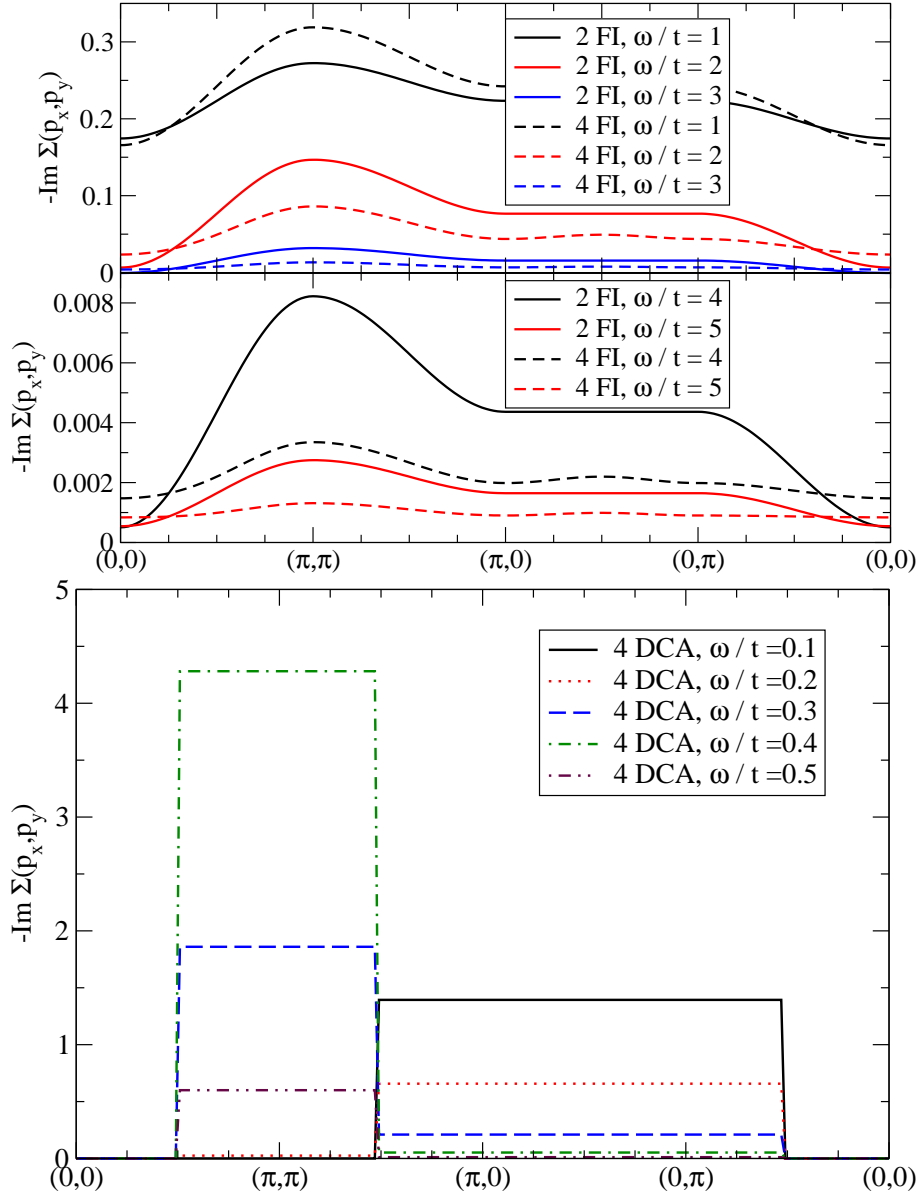 0.3
0.2
0.1
0
-Im Σ(p_x,p_y)
2 FI, ω / t = 1
2 FI, ω / t = 2
2 FI, ω / t = 3
4 FI, ω / t = 1
4 FI, ω / t = 2
4 FI, ω / t = 3
0.008
0.006
0.004
0.002
0
-Im Σ(p_x,p_y)
2 FI, ω / t = 4
2 FI, ω / t = 5
4 FI, ω / t = 4
4 FI, ω / t = 5
(0,0) (π,π) (π,0) (0,π) (0,0)
5
4
3
2
1
0
-Im Σ(p_x,p_y)
4 DCA, ω / t =0.1
4 DCA, ω / t =0.2
4 DCA, ω / t =0.3
4 DCA, ω / t =0.4
4 DCA, ω / t =0.5
(0,0) (π,π) (π,0) (0,π) (0,0)